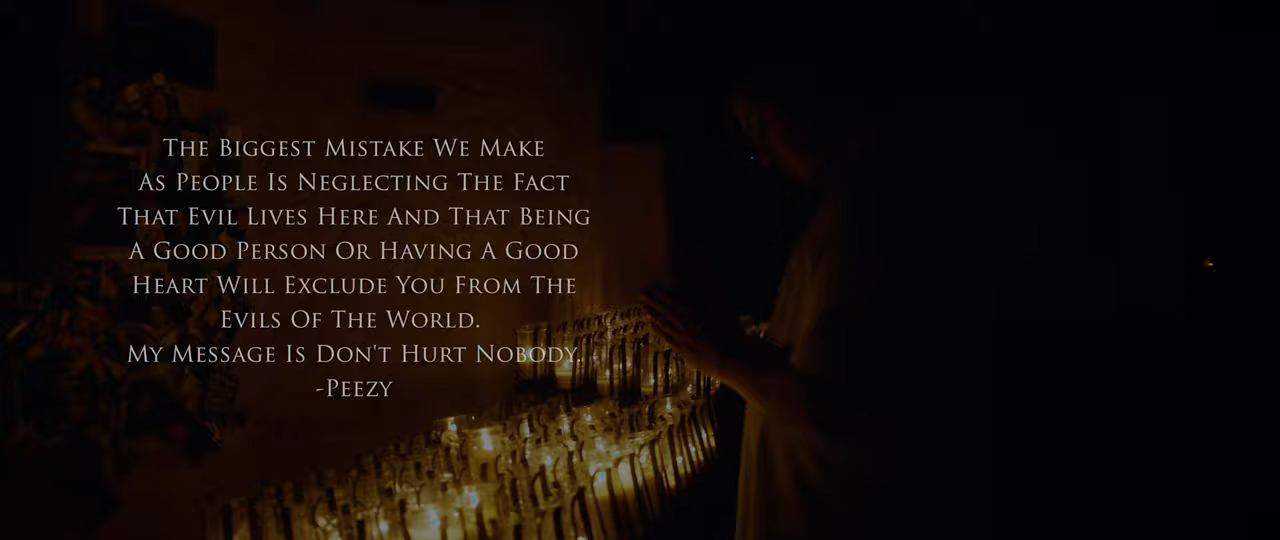 The Biggest Mistake We Make
As People Is Neglecting The Fact
That Evil Lives Here And That Being
A Good Person Or Having A Good
Heart Will Exclude You From The
Evils Of The World.
My Message Is Don't Hurt Nobody.
-Peezy